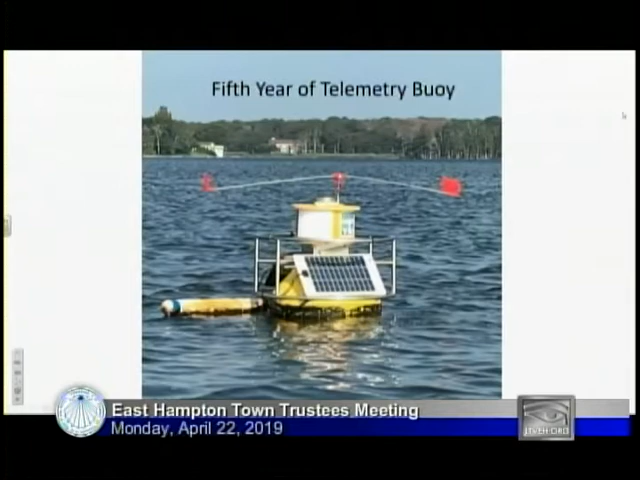 Fifth Year of Telemetry Buoy
East Hampton Town Trustees Meeting
Monday, April 22, 2019